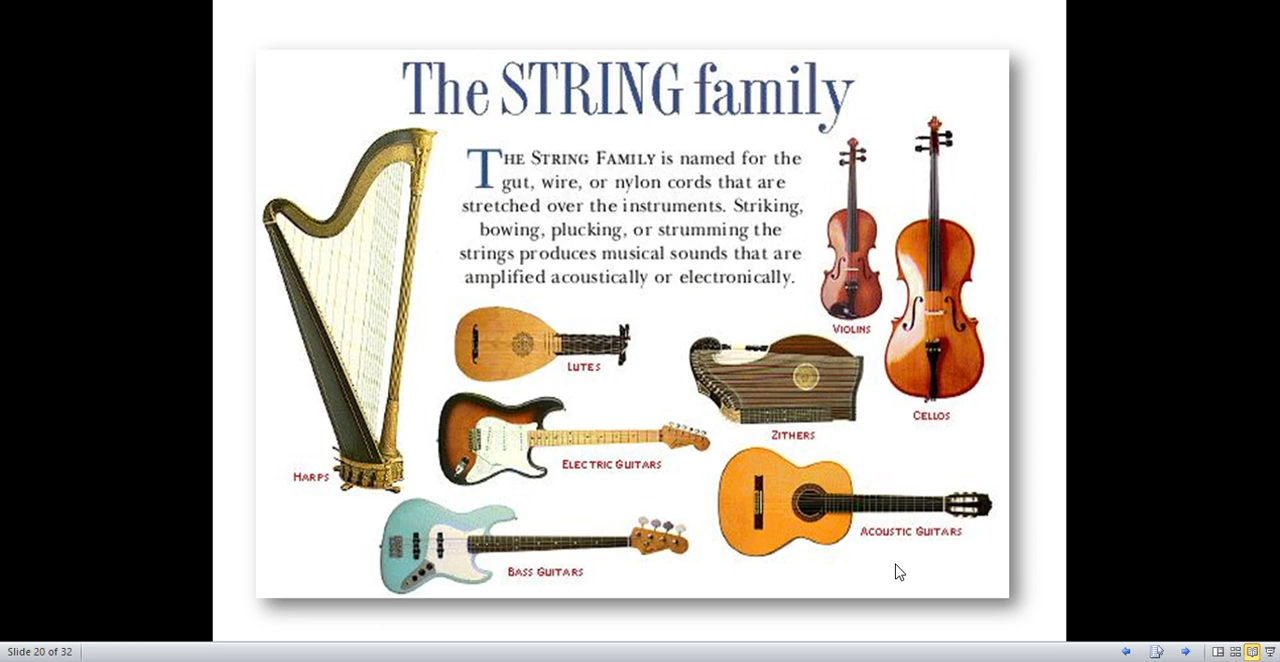 The STRING family
THE STRING FAMILY is named for the
gut, wire, or nylon cords that are
stretched over the instruments. Striking,
bowing, plucking, or strumming the
strings produces musical sounds that are
amplified acoustically or electronically.
VIOLINS
LUTES
CELLOS
ZITHERS
ELECTRIC GUITARS
HARPS
ACOUSTIC GUITARS
BASS GUITARS
Slide 20 of 32